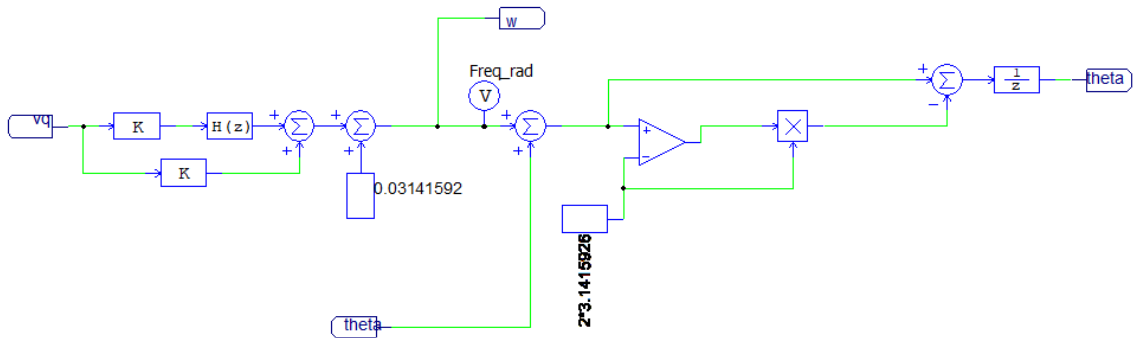 w
Freq_rad
V
+
+
-
Σ
1
z
theta
vq
K
H(z)
+
+
Σ
+
+
Σ
+
+
Σ
+
-
×
K
0.03141592
2*3.1415926
theta